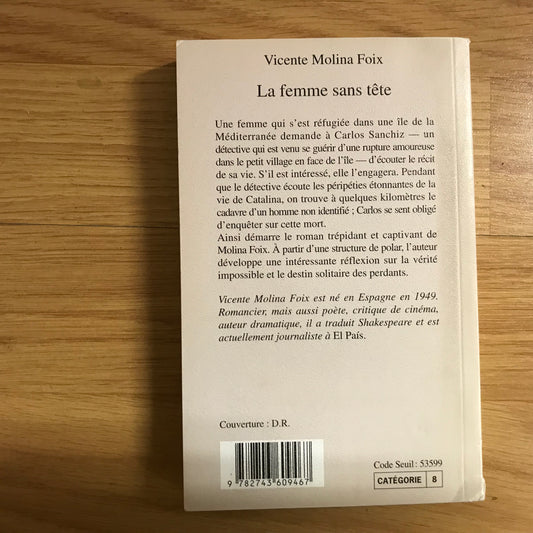 Vicente Molina Foix
La femme sans tête
Une femme qui s'est réfugiée dans une île de la
Méditerranée demande à Carlos Sanchiz — un
détective qui est venu se guérir d'une rupture amoureuse
dans le petit village en face de l'île — d'écouter le récit
de sa vie. S'il est intéressé, elle l'engagera. Pendant
que le détective écoute les péripéties étonnantes de la
vie de Catalina, on trouve à quelques kilomètres le
cadavre d'un homme non identifié ; Carlos se sent obligé
d'enquêter sur cette mort.
Ainsi démarre le roman trépidant et captivant de
Molina Foix. À partir d'une structure de polar, l'auteur
développe une intéressante réflexion sur la vérité
impossible et le destin solitaire des perdants.
Vicente Molina Foix est né en Espagne en 1949.
Romancier, mais aussi poète, critique de cinéma,
auteur dramatique, il a traduit Shakespeare et est
actuellement journaliste à El País.
Couverture : D.R.
9 782743 609467
Code Seuil : 53599
CATÉGORIE 8